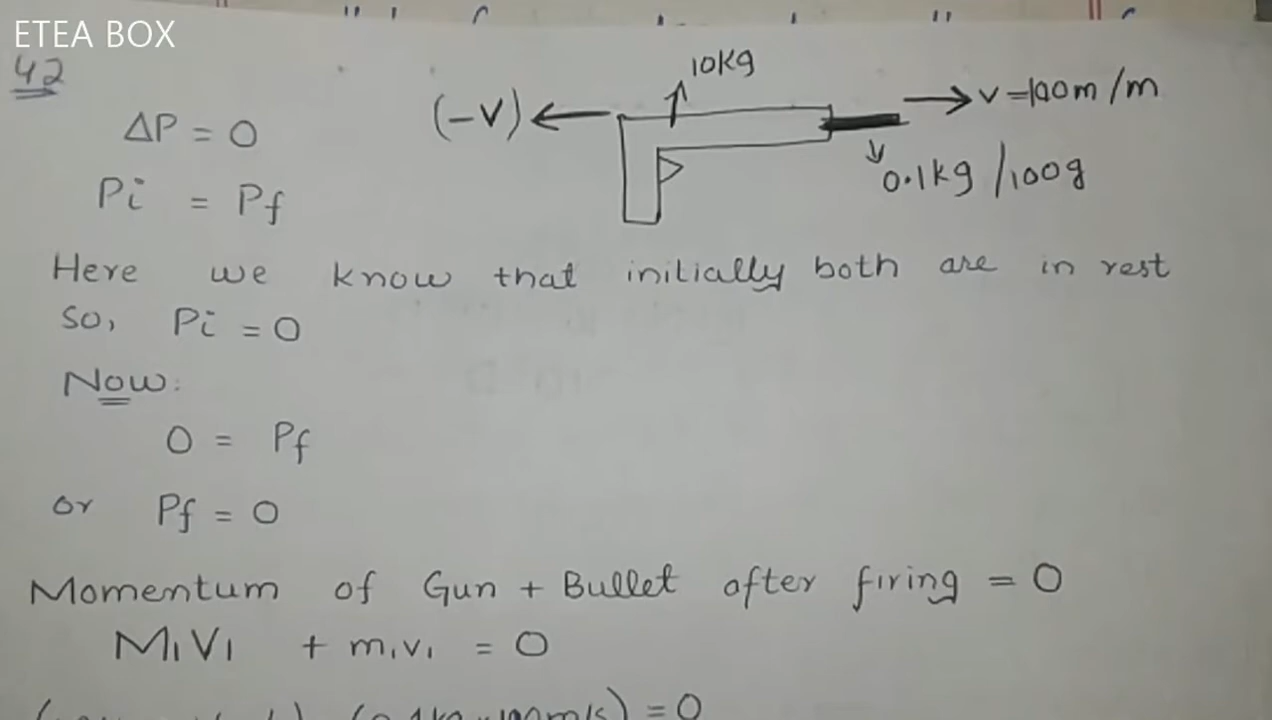 ETEA BOX
42
10kg
(-V)
v=100m/m
ΔP = 0
0.1kg /100g
Pi = Pf
Here we know that initially both are in rest
So, Pi = 0
Now:
0 = Pf
or Pf = 0
Momentum of Gun + Bullet after firing = 0
M1V1 + m1v1 = 0
= 0